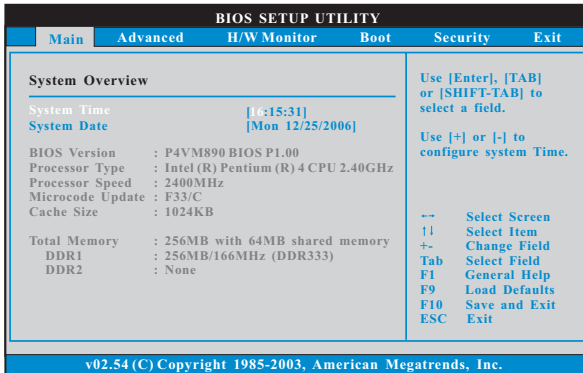 BIOS SETUP UTILITY
Main Advanced H/W Monitor Boot Security Exit
System Overview
System Time [16:15:31]
System Date [Mon 12/25/2006]
BIOS Version : P4VM890 BIOS P1.00
Processor Type : Intel (R) Pentium (R) 4 CPU 2.40GHz
Processor Speed : 2400MHz
Microcode Update : F33/C
Cache Size : 1024KB
Total Memory : 256MB with 64MB shared memory
DDR1 : 256MB/166MHz (DDR333)
DDR2 : None
Use [Enter], [TAB]
or [SHIFT-TAB] to
select a field.
Use [+] or [-] to
configure system Time.
←→ Select Screen
↑↓ Select Item
+- Change Field
Tab Select Field
F1 General Help
F9 Load Defaults
F10 Save and Exit
ESC Exit
v02.54 (C) Copyright 1985-2003, American Megatrends, Inc.